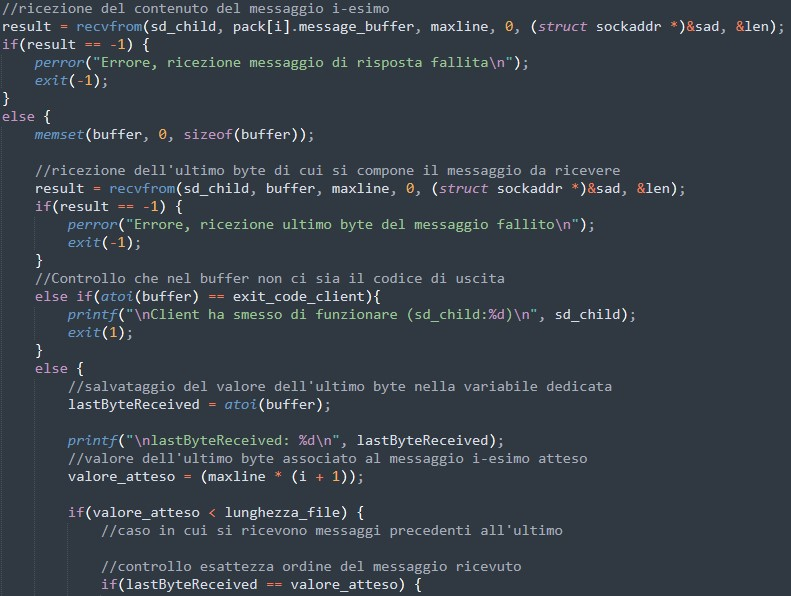 //ricezione del contenuto del messaggio i-esimo
result = recvfrom(sd_child, pack[i].message_buffer, maxline, 0, (struct sockaddr *)&sad, &len);
if(result == -1) {
    perror("Errore, ricezione messaggio di risposta fallita\n");
    exit(-1);
}
else {
    memset(buffer, 0, sizeof(buffer));

    //ricezione dell'ultimo byte di cui si compone il messaggio da ricevere
    result = recvfrom(sd_child, buffer, maxline, 0, (struct sockaddr *)&sad, &len);
    if(result == -1) {
        perror("Errore, ricezione ultimo byte del messaggio fallito\n");
        exit(-1);
    }
    //Controllo che nel buffer non ci sia il codice di uscita
    else if(atoi(buffer) == exit_code_client){
        printf("\nClient ha smesso di funzionare (sd_child:%d)\n", sd_child);
        exit(1);
    }
    else {
        //salvataggio del valore dell'ultimo byte nella variabile dedicata
        lastByteReceived = atoi(buffer);

        printf("\nlastByteReceived: %d\n", lastByteReceived);
        //valore dell'ultimo byte associato al messaggio i-esimo atteso
        valore_atteso = (maxline * (i + 1));

        if(valore_atteso < lunghezza_file) {
            //caso in cui si ricevono messaggi precedenti all'ultimo

            //controllo esattezza ordine del messaggio ricevuto
            if(lastByteReceived == valore_atteso) {